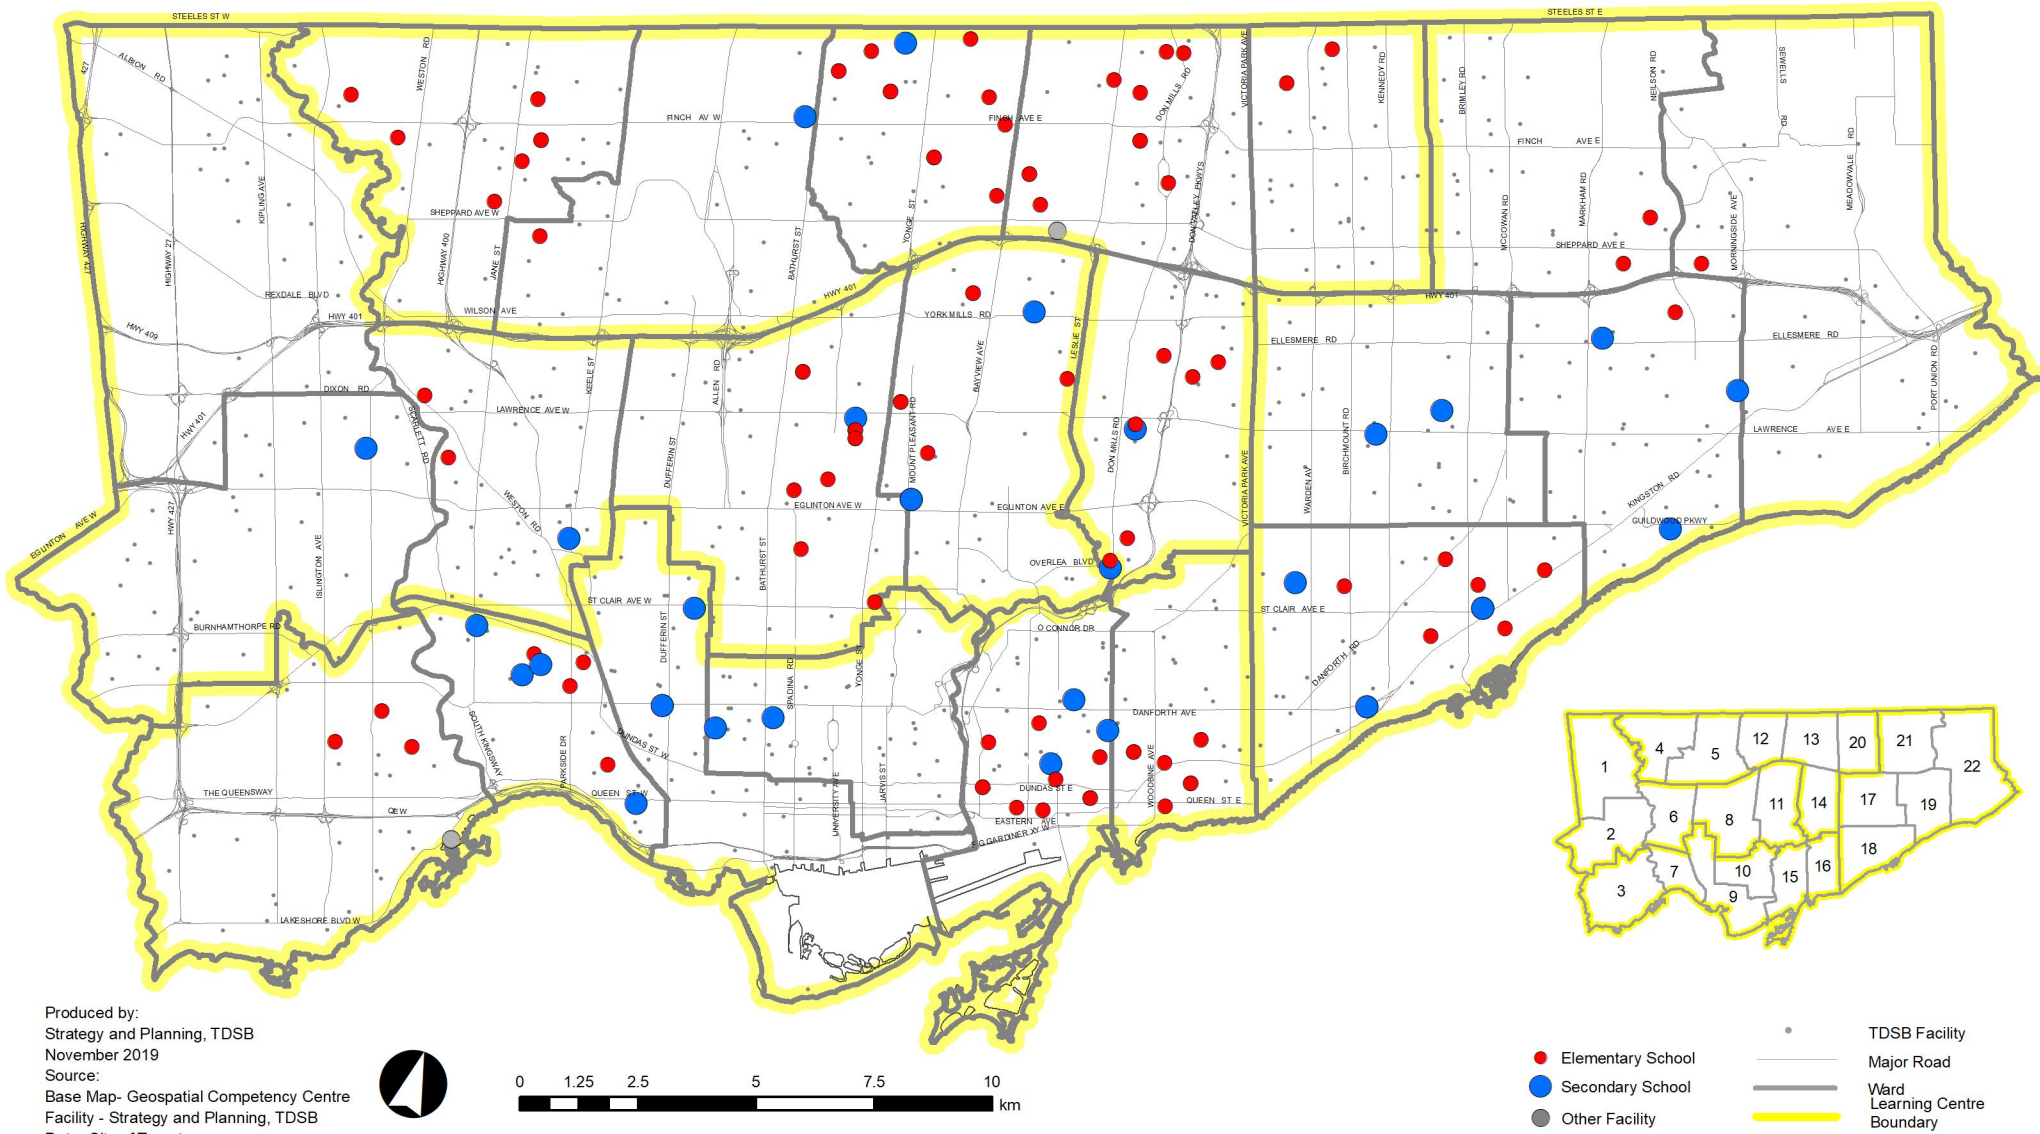 STEELES ST W
STEELES ST E
ALBION RD
427
WESTON RD
FINCH AV W
FINCH AVE E
DON MILLS RD
VICTORIA PARK AVE
KENNEDY RD
BRIMLEY RD
NEILSON RD
SEWELLS RD
FINCH AVE E
MEADOWVALE RD
KIPLING AVE
HIGHWAY 27
HIGHWAY 427
SHEPPARD AVE W
HIGHWAY 400
JANE ST
BATHURST ST
YONGE ST
DON VALLEY PKWY S
MCCOWAN RD
MARKHAM RD
MORNINGSIDE AVE
SHEPPARD AVE E
REXDALE BLVD
HWY 401
WILSON AVE
HWY 401
HWY 401
YORK MILLS RD
HWY 409
KEELE ST
ALLEN RD
BAYVIEW AVE
LESLIE ST
ELLESMERE RD
ELLESMERE RD
PORT UNION RD
DIXON RD
HWY 401
SCARLETT RD
LAWRENCE AVE W
DUFFERIN ST
MOUNT PLEASANT RD
DON MILLS RD
VICTORIA PARK AVE
BIRCHMOUNT RD
WARDEN AV
LAWRENCE AVE E
KINGSTON RD
GUILDWOOD PKWY
HWY 427
WESTON RD
EGLINTON AVE W
EGLINTON AVE W
EGLINTON AVE E
ISLINGTON AVE
BATHURST ST
OVERLEA BLVD
ST CLAIR AVE W
ST CLAIR AVE E
BURNHAMTHORPE RD
DUFFERIN ST
O CONNOR DR
YONGE ST
SPADINA RD
DANFORTH RD
SOUTH KINGSWAY
PARKSIDE DR
DUNDAS ST W
DANFORTH AVE
WOODBINE AVE
UNIVERSITY AVE
JARVIS ST
THE QUEENSWAY
QUEEN ST W
DUNDAS ST E
QUEEN ST E
QEW
EASTERN AVE
F G GARDINER XY W
LAKESHORE BLVD W
1
2
3
4
5
6
7
8
9
10
11
12
13
14
15
16
17
18
19
20
21
22
Produced by:
Strategy and Planning, TDSB
November 2019
Source:
Base Map- Geospatial Competency Centre
Facility - Strategy and Planning, TDSB
0 1.25 2.5 5 7.5 10
km
Elementary School
Secondary School
Other Facility
TDSB Facility
Major Road
Ward
Learning Centre
Boundary